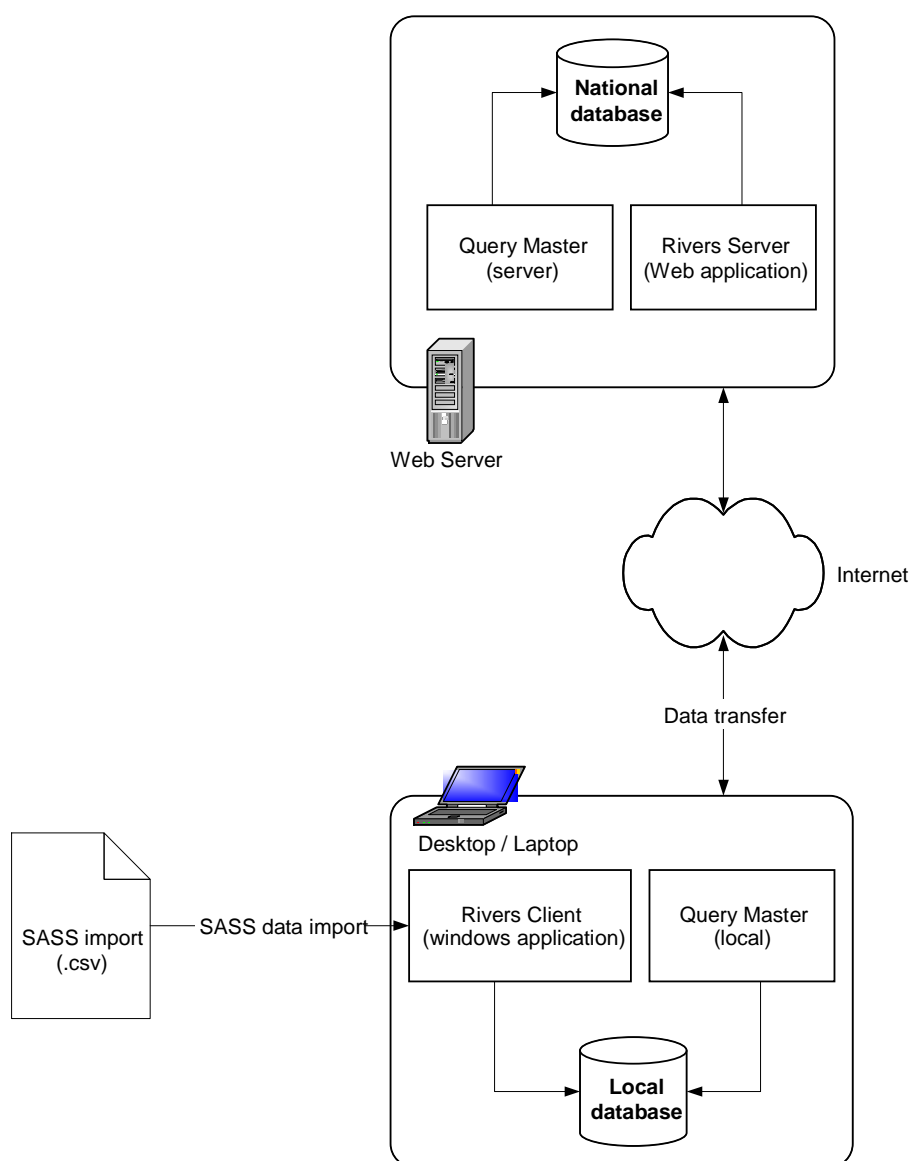 National
database
Query Master
(server)
Rivers Server
(Web application)
Web Server
Internet
Data transfer
Desktop / Laptop
SASS import
(.csv)
SASS data import
Rivers Client
(windows application)
Query Master
(local)
Local
database